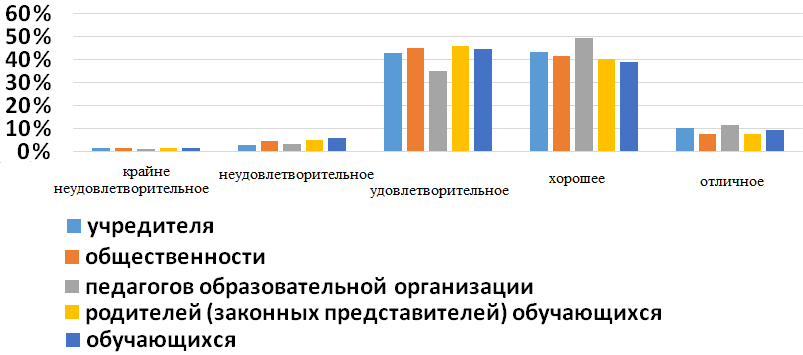 60%
50%
40%
30%
20%
10%
0%
крайне
неудовлетворительное
неудовлетворительное
удовлетворительное
хорошее
отличное
учредителя
общественности
педагогов образовательной организации
родителей (законных представителей) обучающихся
обучающихся